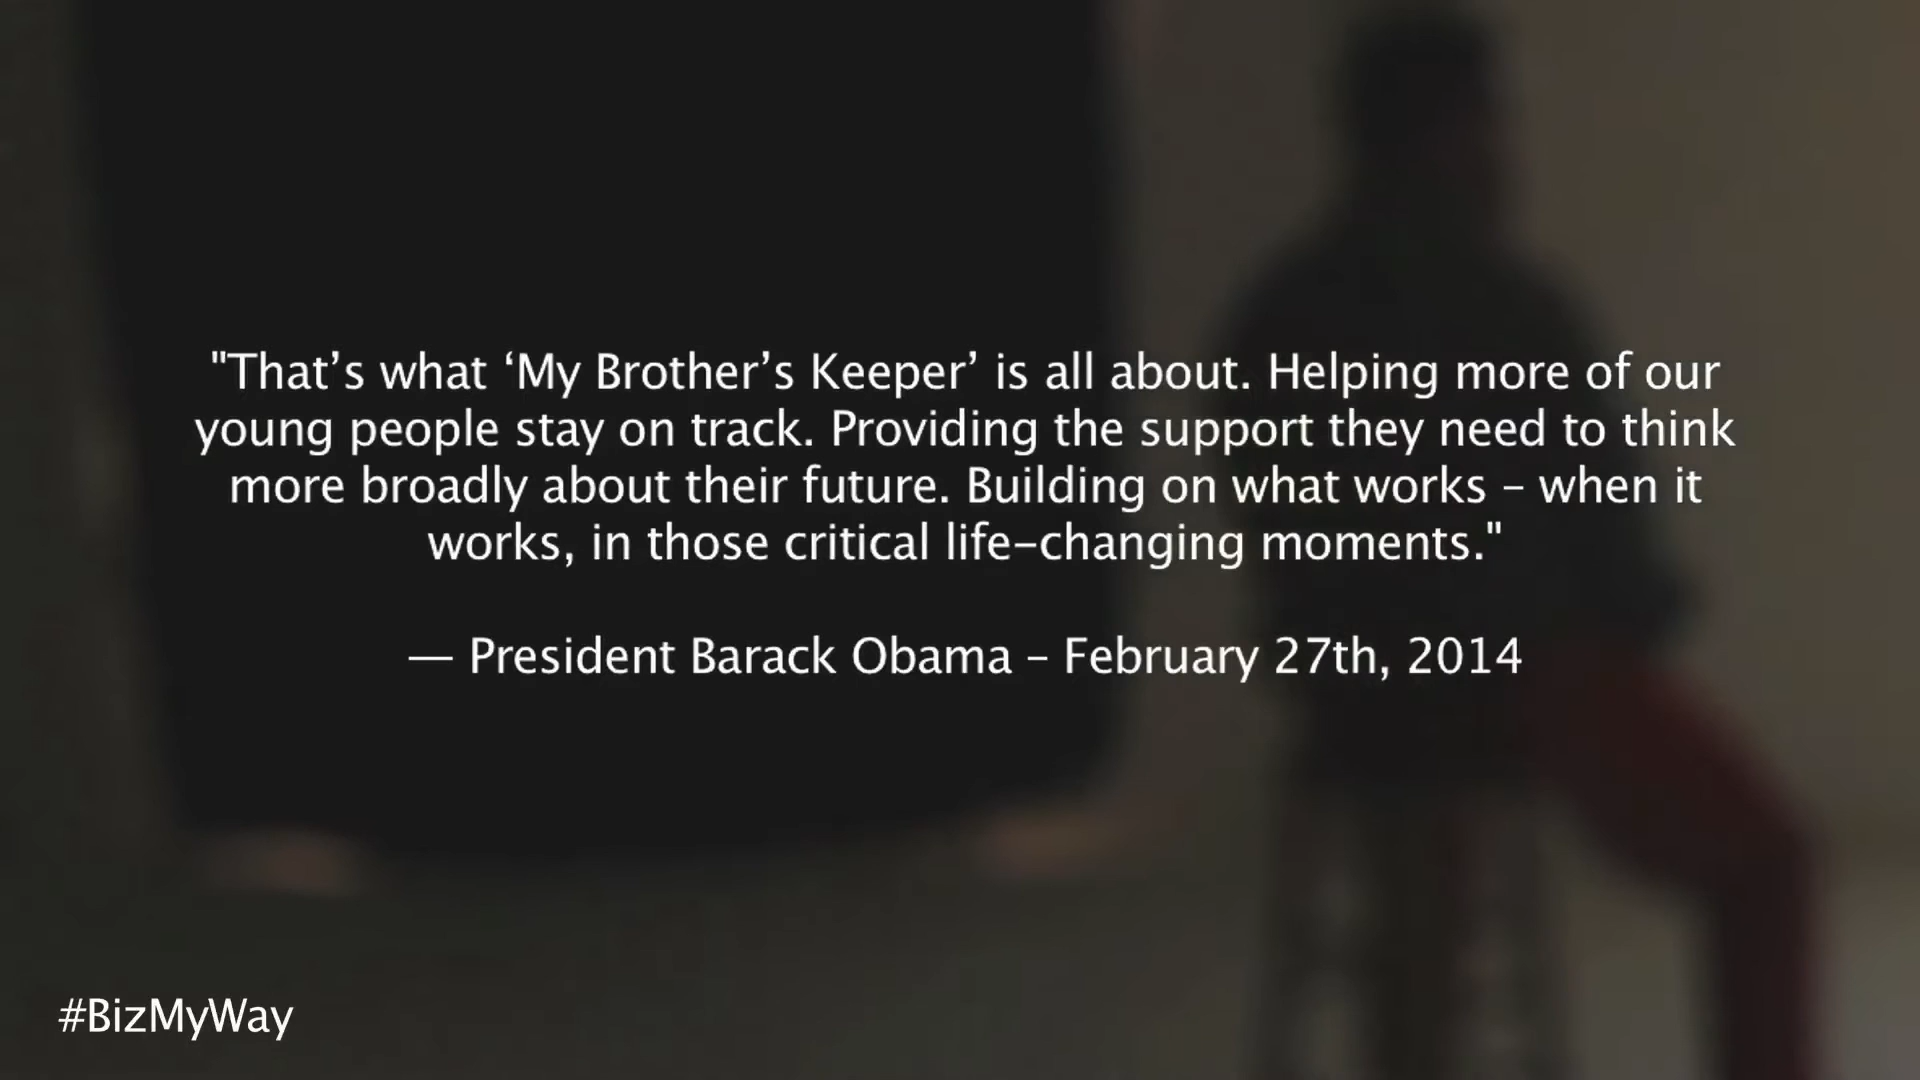 "That’s what ‘My Brother’s Keeper’ is all about. Helping more of our
young people stay on track. Providing the support they need to think
more broadly about their future. Building on what works – when it
works, in those critical life–changing moments."
— President Barack Obama – February 27th, 2014
#BizMyWay